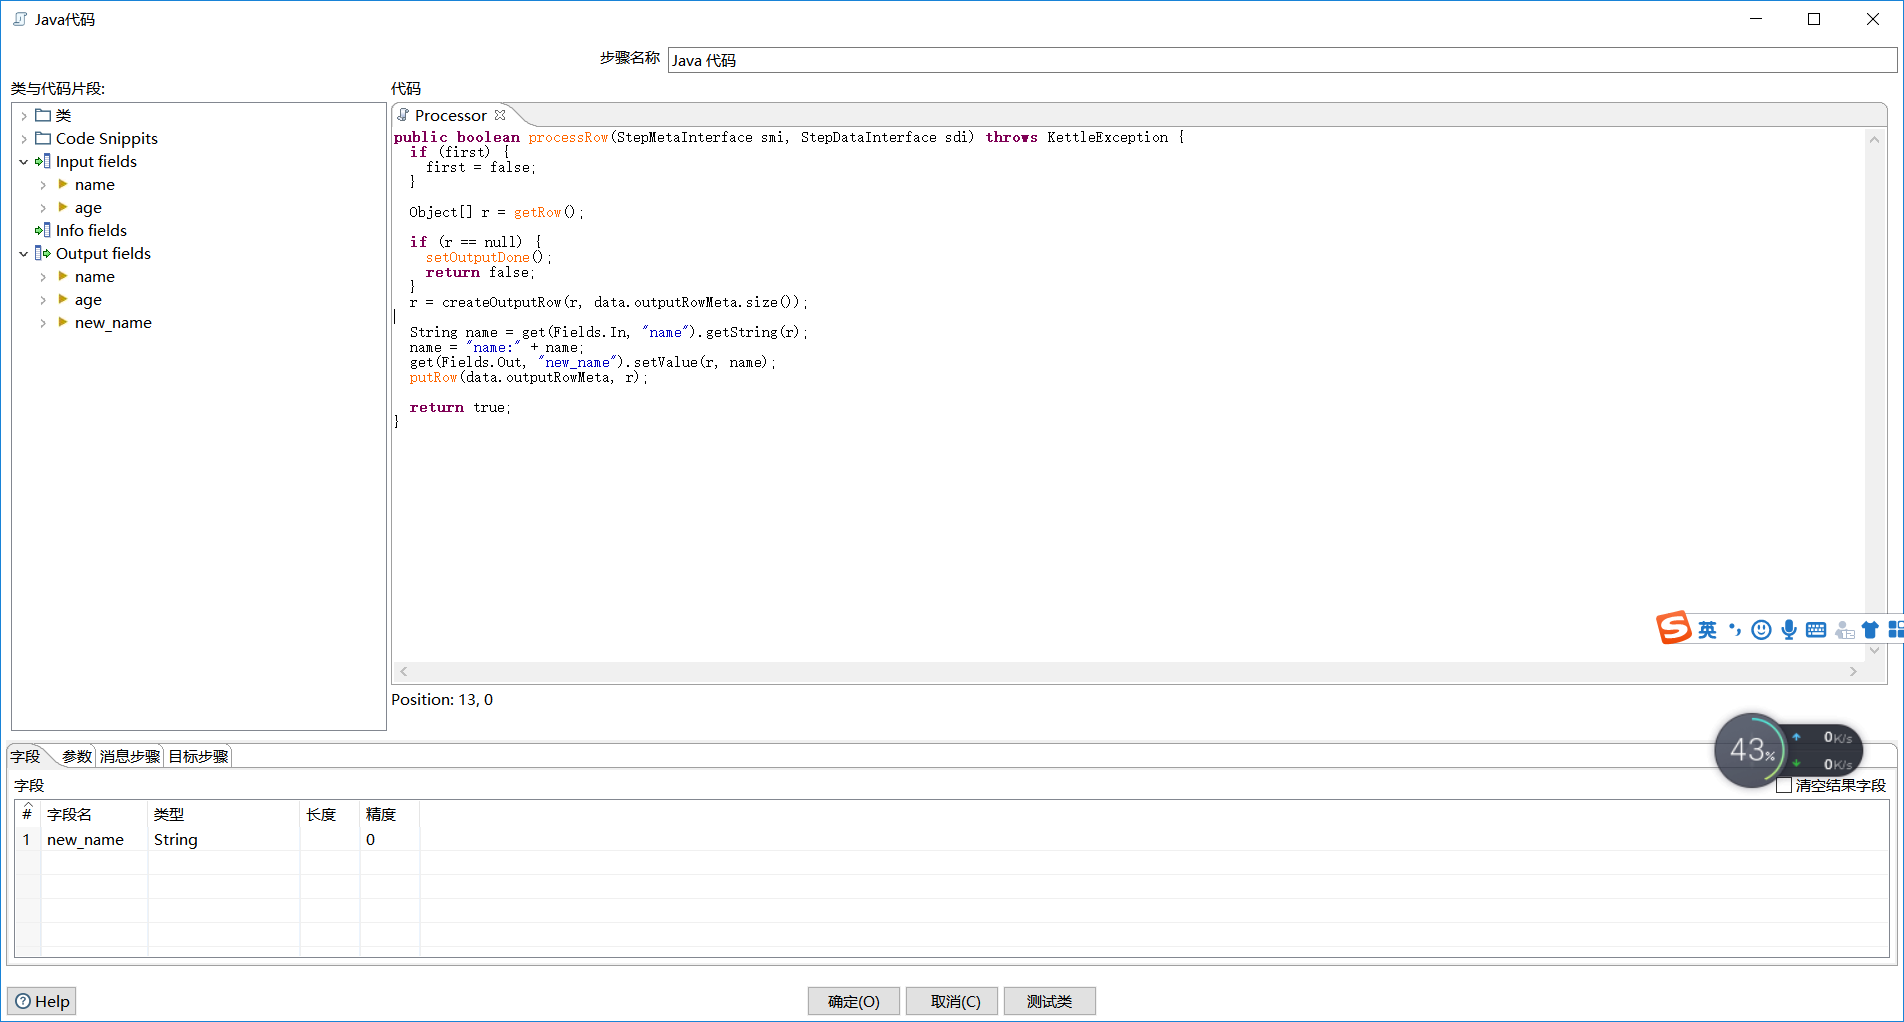 Java代码
步骤名称 Java 代码
类与代码片段:
代码
类
Code Snippits
Input fields
name
age
Info fields
Output fields
name
age
new_name
Processor
public boolean processRow(StepMetaInterface smi, StepDataInterface sdi) throws KettleException {
  if (first) {
    first = false;
  }

  Object[] r = getRow();

  if (r == null) {
    setOutputDone();
    return false;
  }
  r = createOutputRow(r, data.outputRowMeta.size());

  String name = get(Fields.In, "name").getString(r);
  name = "name:" + name;
  get(Fields.Out, "new_name").setValue(r, name);
  putRow(data.outputRowMeta, r);

  return true;
}
英
Position: 13, 0
43%
0K/s
0K/s
字段 参数 消息步骤 目标步骤
字段
清空结果字段
# 字段名 类型 长度 精度
1 new_name String 0
Help
确定(O) 取消(C) 测试类